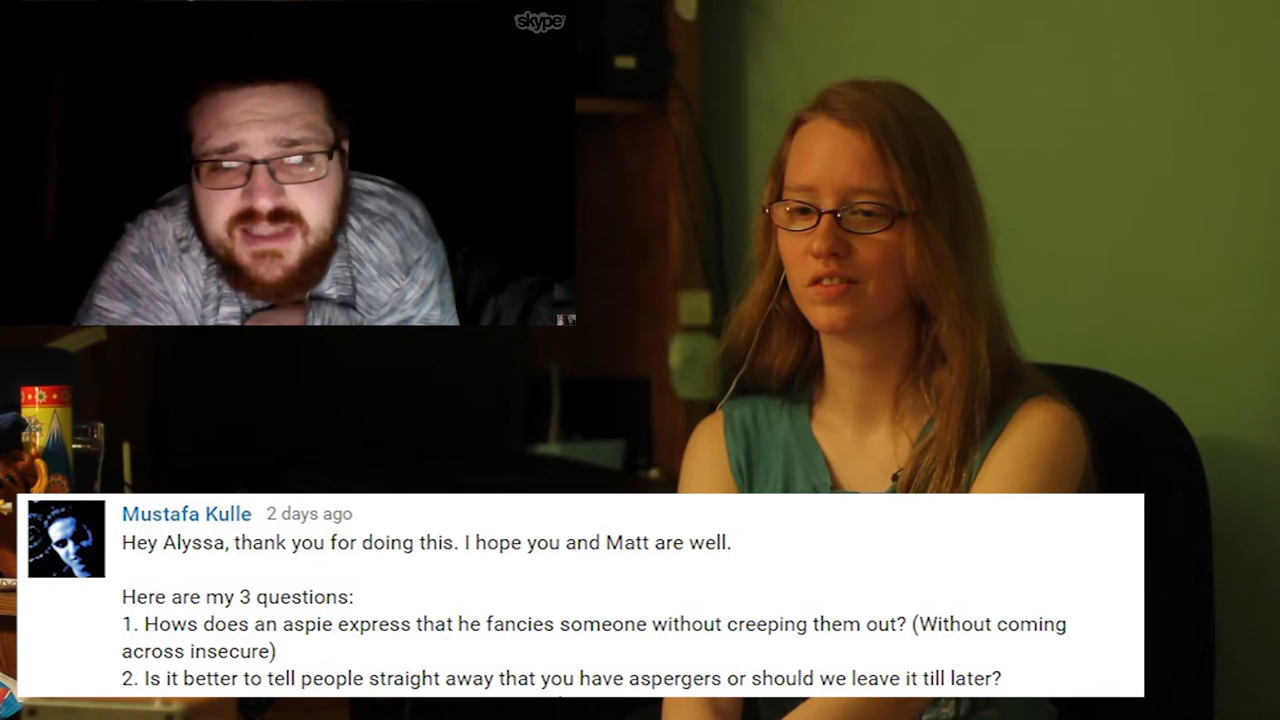 skype
Mustafa Kulle 2 days ago
Hey Alyssa, thank you for doing this. I hope you and Matt are well.
Here are my 3 questions:
1. Hows does an aspie express that he fancies someone without creeping them out? (Without coming
across insecure)
2. Is it better to tell people straight away that you have aspergers or should we leave it till later?